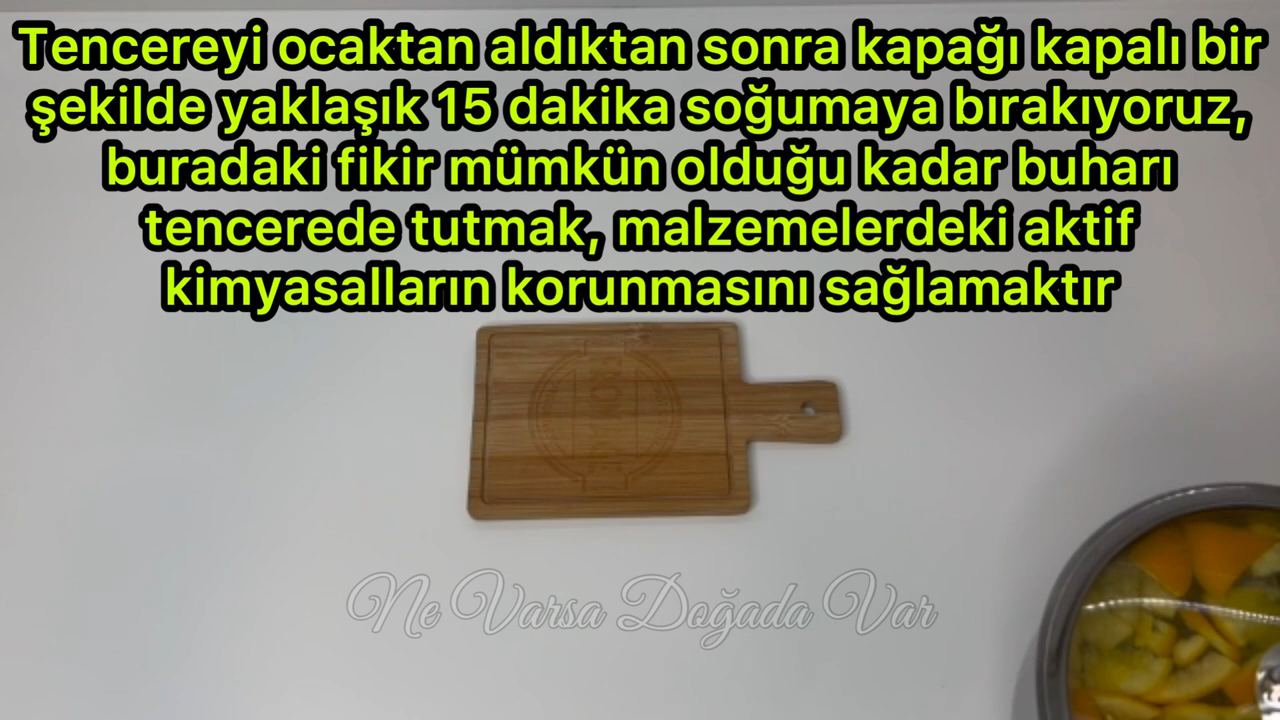 Tencereyi ocaktan aldıktan sonra kapağı kapalı bir
şekilde yaklaşık 15 dakika soğumaya bırakıyoruz,
buradaki fikir mümkün olduğu kadar buharı
tencerede tutmak, malzemelerdeki aktif
kimyasalların korunmasını sağlamaktır
Ne Varsa Doğada Var